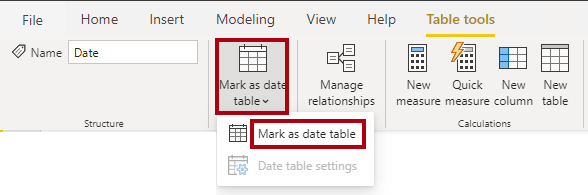 File Home Insert Modeling View Help Table tools
Name Date
Mark as date
table
Manage
relationships
New
measure
Quick
measure
New
column
New
table
Structure
Calculations
Mark as date table
Date table settings